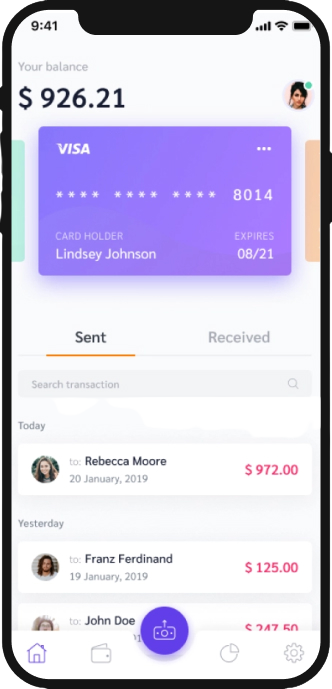 9:41
Your balance
$ 926.21
VISA
**** **** **** 8014
CARD HOLDER EXPIRES
Lindsey Johnson 08/21
Sent Received
Search transaction
Today
to: Rebecca Moore
20 January, 2019 $ 972.00
Yesterday
to: Franz Ferdinand
19 January, 2019 $ 125.00
to: John Doe
$ 247.50